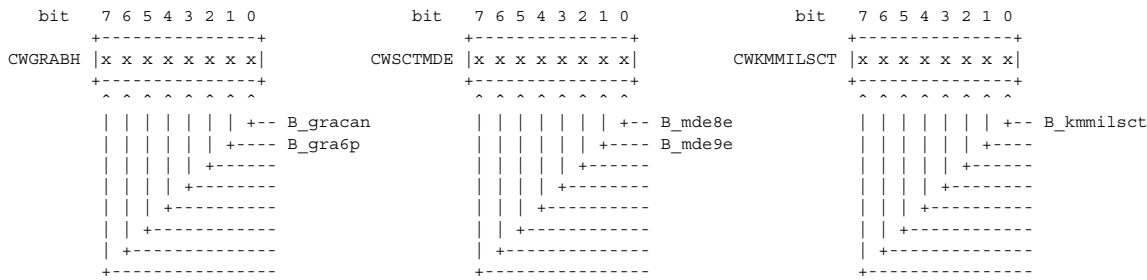 bit 7 6 5 4 3 2 1 0 bit 7 6 5 4 3 2 1 0 bit 7 6 5 4 3 2 1 0
+---------------+ +---------------+ +---------------+
CWGRABH |x x x x x x x x| CWSCTMDE |x x x x x x x x| CWKMMILSCT |x x x x x x x x|
+---------------+ +---------------+ +---------------+
^ ^ ^ ^ ^ ^ ^ ^ ^ ^ ^ ^ ^ ^ ^ ^ ^ ^ ^ ^ ^ ^ ^ ^
| | | | | | | +-- B_gracan | | | | | | | +-- B_mde8e | | | | | | | +-- B_kmmilsct
| | | | | | +---- B_gra6p | | | | | | +---- B_mde9e | | | | | | +----
| | | | | +------ | | | | | +------ | | | | | +------
| | | | +-------- | | | | +-------- | | | | +--------
| | | +---------- | | | +---------- | | | +----------
| | +------------ | | +------------ | | +------------
| +-------------- | +-------------- | +--------------
+---------------- +---------------- +----------------